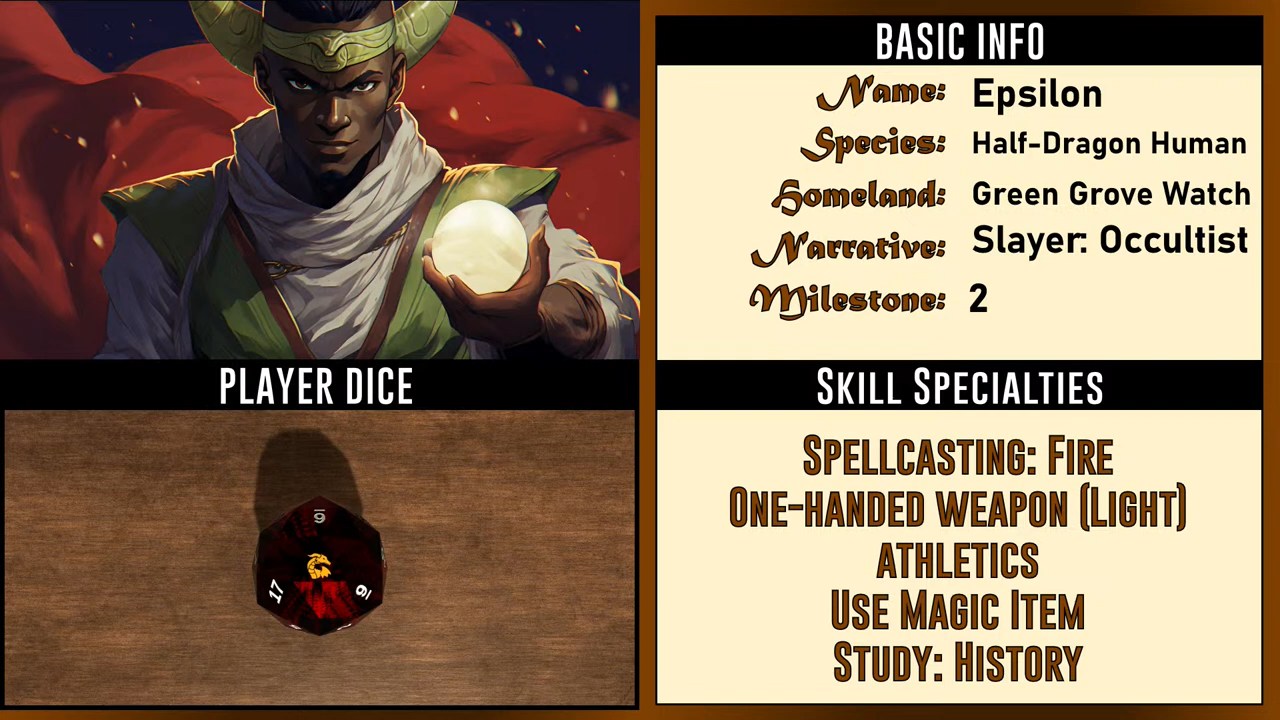 BASIC INFO
Name: Epsilon
Species: Half-Dragon Human
Homeland: Green Grove Watch
Narrative: Slayer: Occultist
Milestone: 2
PLAYER DICE
17
9
SKILL SPECIALTIES
SPELLCASTING: FIRE
ONE-HANDED WEAPON (LIGHT)
ATHLETICS
USE MAGIC ITEM
STUDY: HISTORY